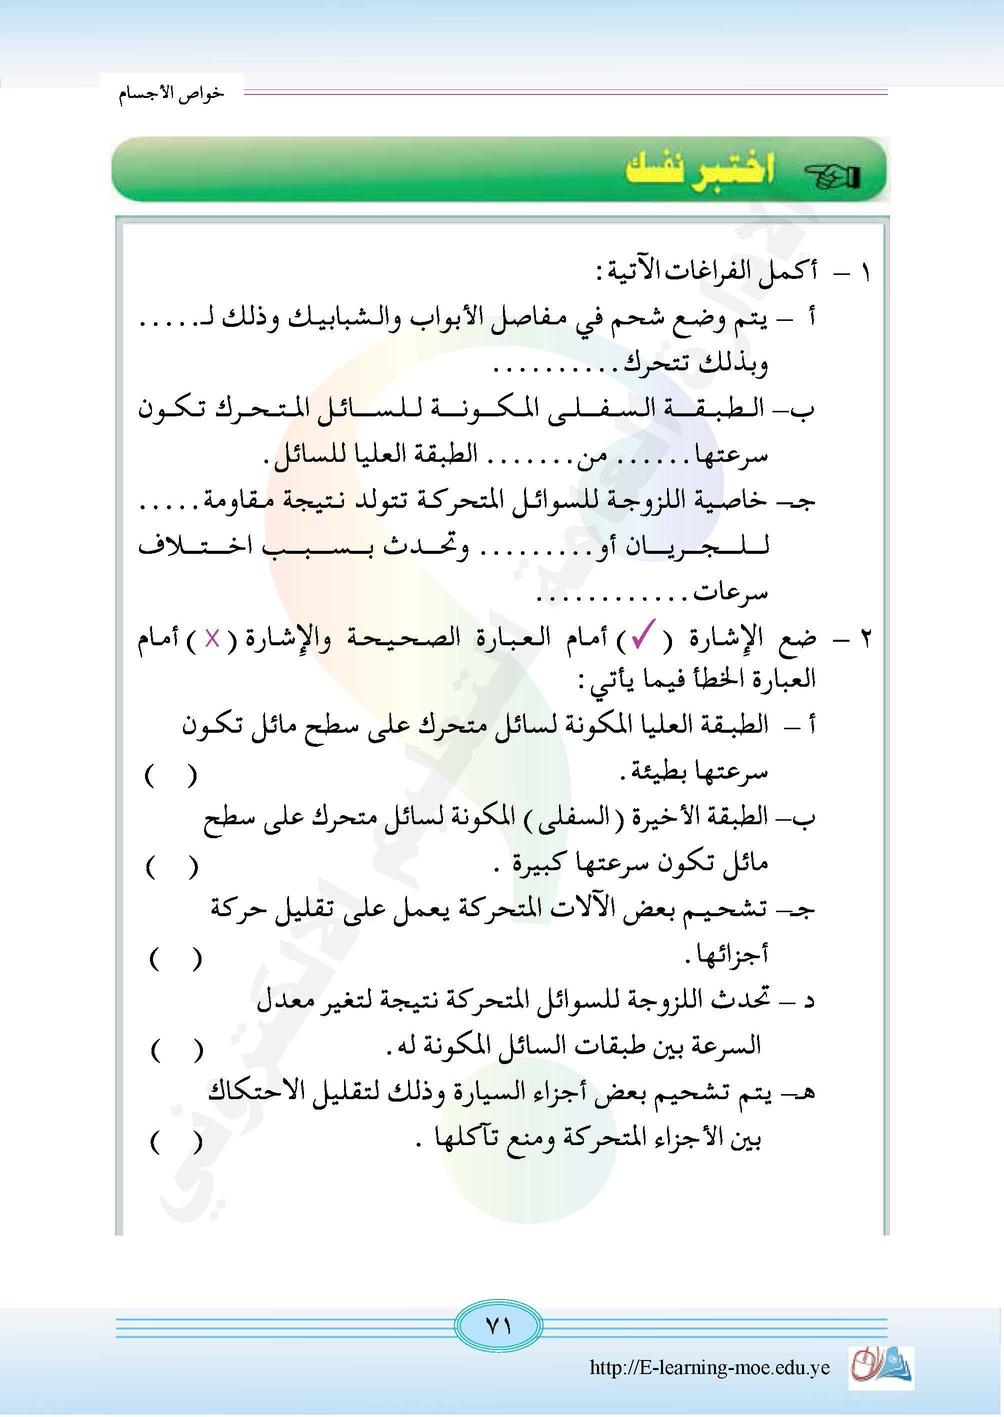 خواص الأجسام
اختبر نفسك
١ – أكمل الفراغات الآتية :
أ – يتم وضع شحم في مفاصل الأبواب والشبابيك وذلك لـ.....
وبذلك تتحرك..........
ب– الطبقة السفلى المكونة للسائل المتحرك تكون
سرعتها...... من....... الطبقة العليا للسائل.
جـ– خاصية اللزوجة للسوائل المتحركة تتولد نتيجة مقاومة.....
للجريان أو......... وتحدث بسبب اختلاف
سرعات............
٢ – ضع الإشارة ( ✓ ) أمام العبارة الصحيحة والإشارة ( x ) أمام
العبارة الخطأ فيما يأتي :
أ – الطبقة العليا المكونة لسائل متحرك على سطح مائل تكون
سرعتها بطيئة . ( )
ب– الطبقة الأخيرة ( السفلى ) المكونة لسائل متحرك على سطح
مائل تكون سرعتها كبيرة . ( )
جـ– تشحيم بعض الآلات المتحركة يعمل على تقليل حركة
أجزائها . ( )
د – تحدث اللزوجة للسوائل المتحركة نتيجة لتغير معدل
السرعة بين طبقات السائل المكونة له . ( )
هـ– يتم تشحيم بعض أجزاء السيارة وذلك لتقليل الاحتكاك
بين الأجزاء المتحركة ومنع تآكلها . ( )
الإدارة العامة للتعليم الالكتروني
٧١
http://E-learning-moe.edu.ye